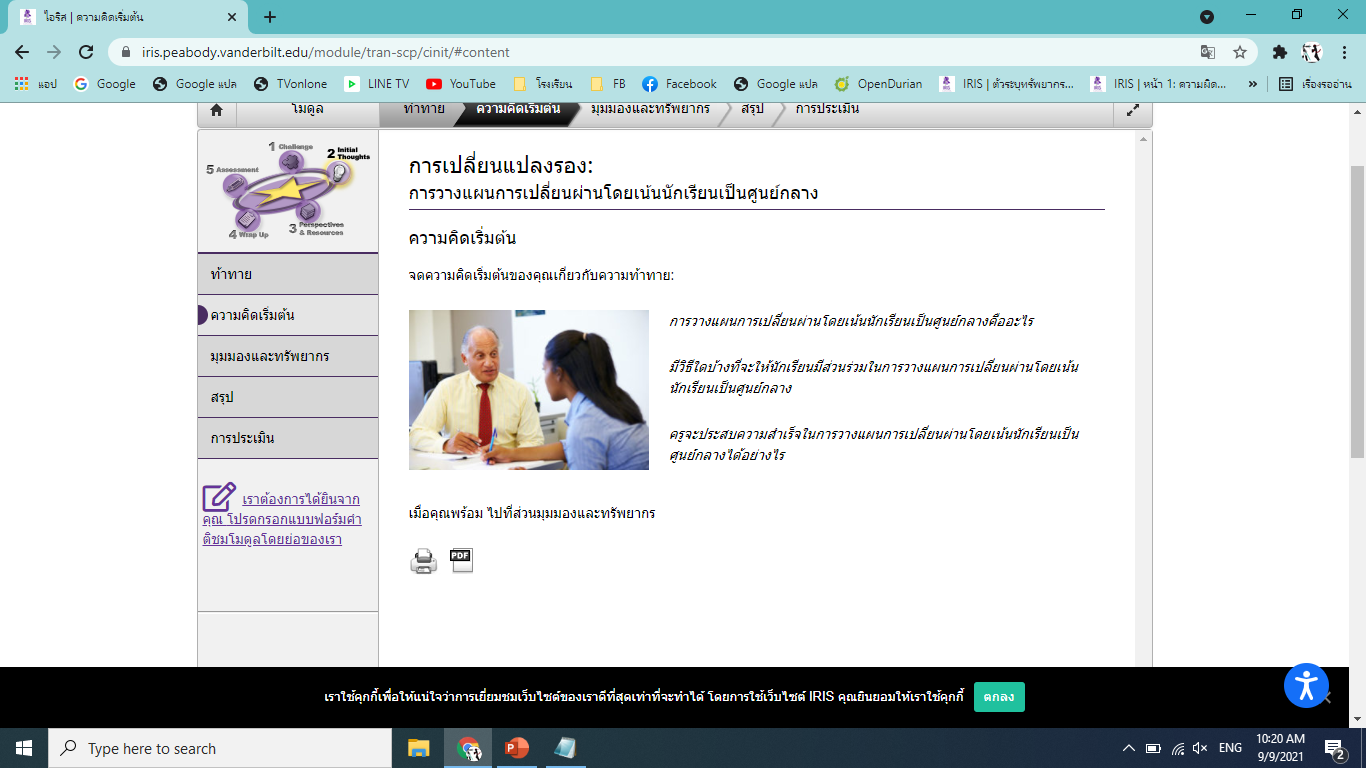 ไอริส | ความคิดเริ่มต้น
iris.peabody.vanderbilt.edu/module/tran-scp/cinit/#content
แอป Google Google แปล TVonlone LINE TV YouTube โรงเรียน FB Facebook Google แปล OpenDurian IRIS | ตัวระบุทรัพยากร... IRIS | หน้า 1: ความผิด... » เรื่องรออ่าน
โมดูล ท้าทาย ความคิดเริ่มต้น มุมมองและทรัพยากร สรุป การประเมิน
1 Challenge
2 Initial Thoughts
5 Assessment
4 Wrap Up
3 Perspectives & Resources
ท้าทาย
ความคิดเริ่มต้น
มุมมองและทรัพยากร
สรุป
การประเมิน
เราต้องการได้ยินจาก
คุณ โปรดกรอกแบบฟอร์มคำ
ติชมโมดูลโดยย่อของเรา
การเปลี่ยนแปลงรอง:
การวางแผนการเปลี่ยนผ่านโดยเน้นนักเรียนเป็นศูนย์กลาง
ความคิดเริ่มต้น
จดความคิดเริ่มต้นของคุณเกี่ยวกับความท้าทาย:
การวางแผนการเปลี่ยนผ่านโดยเน้นนักเรียนเป็นศูนย์กลางคืออะไร
มีวิธีใดบ้างที่จะให้นักเรียนมีส่วนร่วมในการวางแผนการเปลี่ยนผ่านโดยเน้น
นักเรียนเป็นศูนย์กลาง
ครูจะประสบความสำเร็จในการวางแผนการเปลี่ยนผ่านโดยเน้นนักเรียนเป็น
ศูนย์กลางได้อย่างไร
เมื่อคุณพร้อม ไปที่ส่วนมุมมองและทรัพยากร
PDF
เราใช้คุกกี้เพื่อให้แน่ใจว่าการเยี่ยมชมเว็บไซต์ของเราดีที่สุดเท่าที่จะทำได้ โดยการใช้เว็บไซต์ IRIS คุณยินยอมให้เราใช้คุกกี้ ตกลง
Type here to search
ENG
10:20 AM
9/9/2021
2